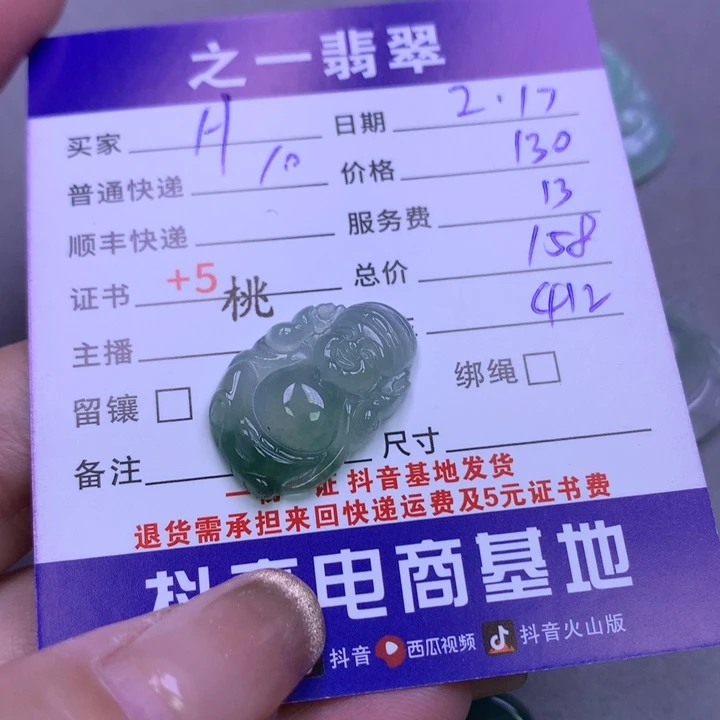 之一翡翠
买家 H 日期 2.17
普通快递 10 价格 130
顺丰快递 服务费 13
证书 +5 总价 158
主播 桃 412
留镶 绑绳
备注 尺寸
证 抖音基地发货
退货需承担来回快递运费及5元证书费
抖音电商基地
抖音 西瓜视频 抖音火山版